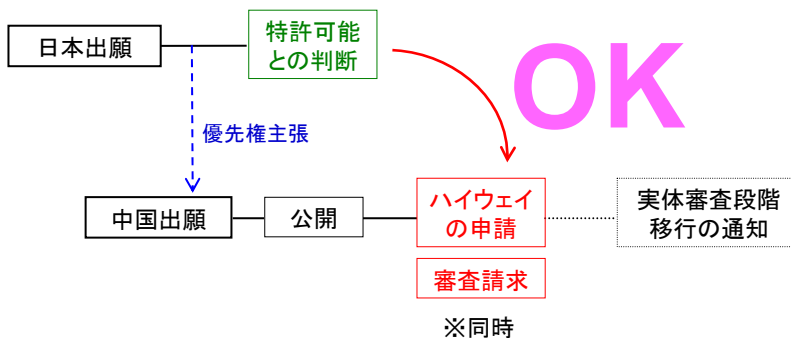 日本出願
特許可能
との判断
OK
優先権主張
中国出願
公開
ハイウェイ
の申請
実体審査段階
移行の通知
審査請求
※同時